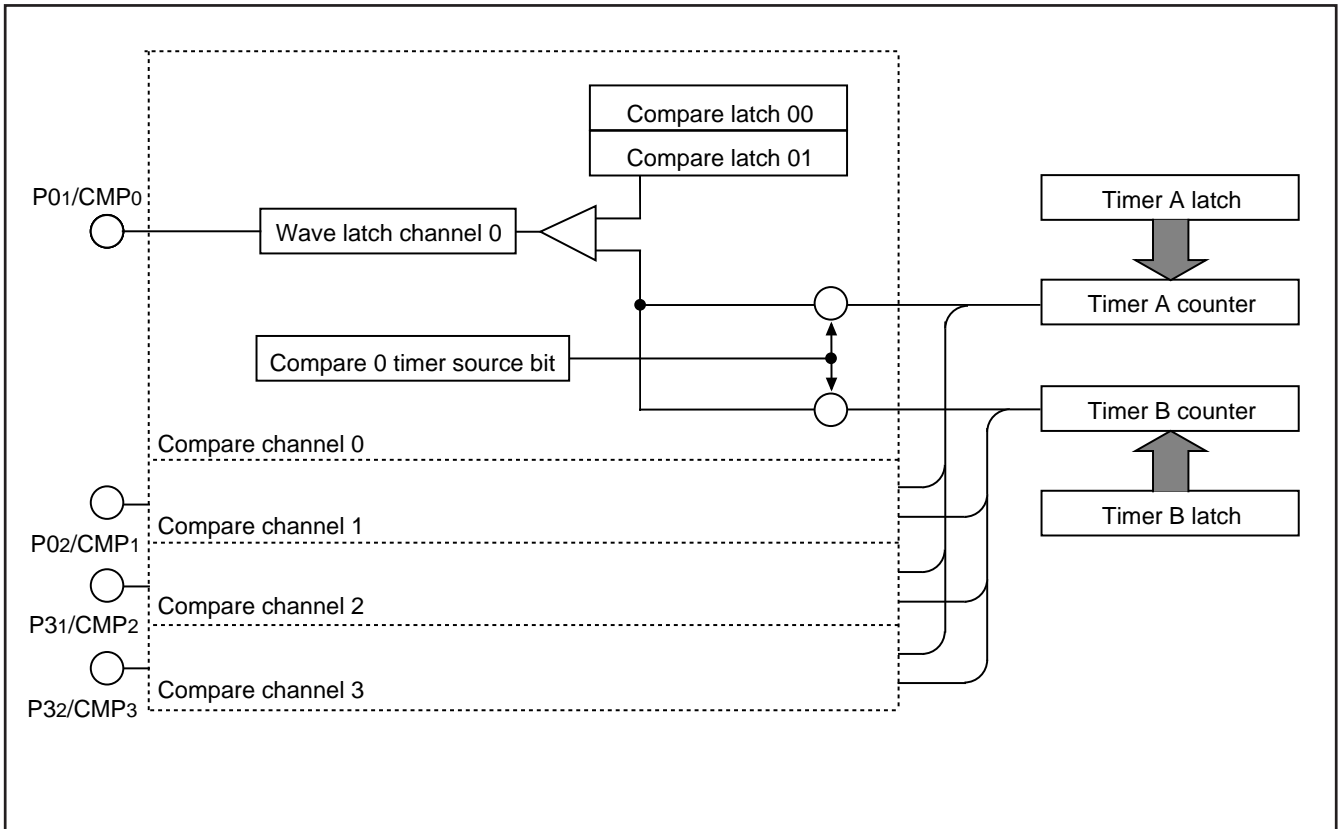 Compare latch 00
Compare latch 01
P01/CMP0
Wave latch channel 0
Timer A latch
Timer A counter
Compare 0 timer source bit
Timer B counter
Compare channel 0
Timer B latch
Compare channel 1
P02/CMP1
Compare channel 2
P31/CMP2
Compare channel 3
P32/CMP3